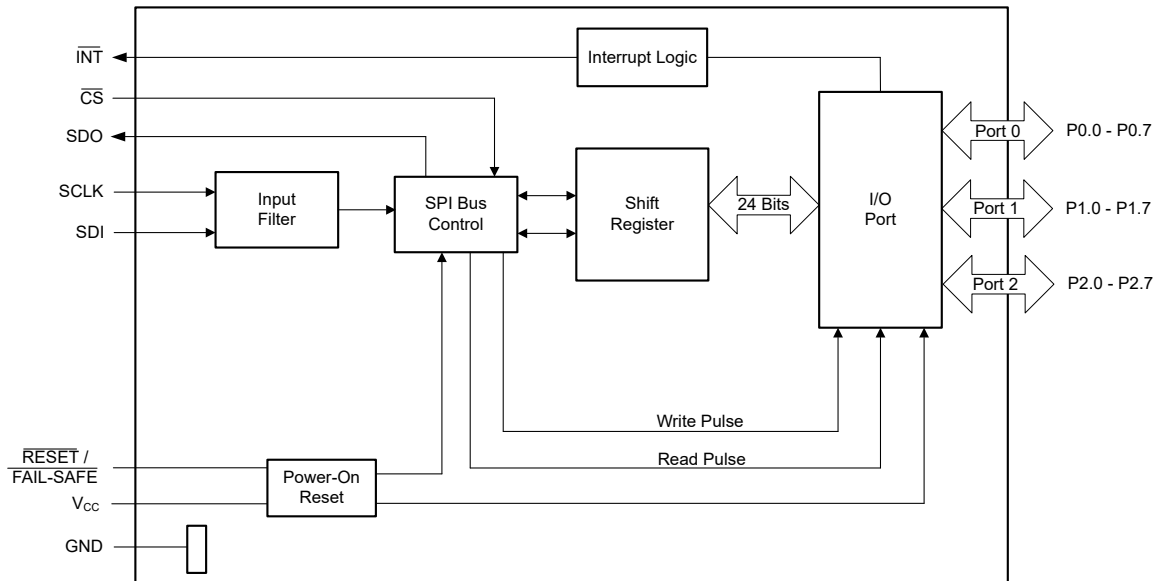 INT
Interrupt Logic
CS
SDO
SCLK
SDI
Input
Filter
SPI Bus
Control
Shift
Register
24 Bits
I/O
Port
Port 0
P0.0 - P0.7
Port 1
P1.0 - P1.7
Port 2
P2.0 - P2.7
Write Pulse
Read Pulse
RESET /
FAIL-SAFE
Power-On
Reset
VCC
GND